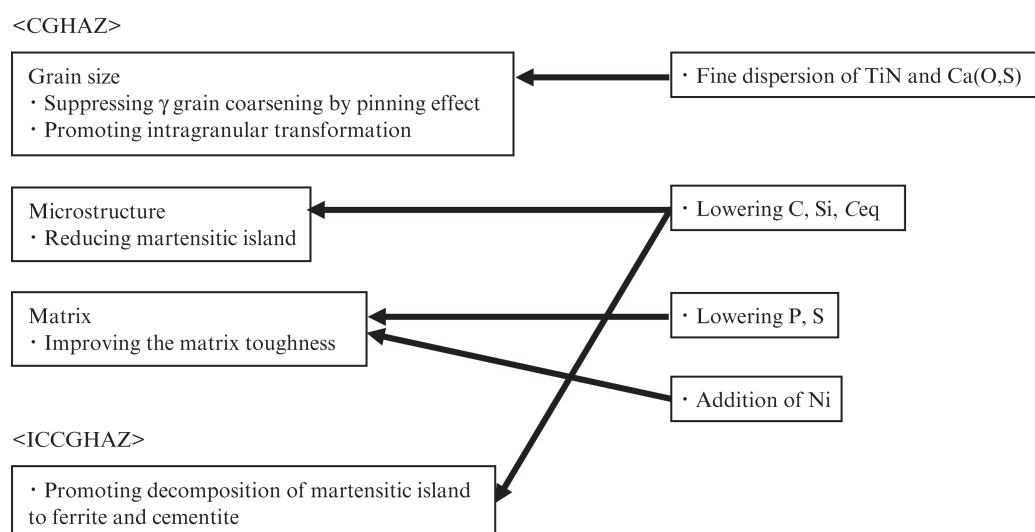 <CGHAZ>
Grain size
・Suppressing γ grain coarsening by pinning effect
・Promoting intragranular transformation
・Fine dispersion of TiN and Ca(O,S)
Microstructure
・Reducing martensitic island
・Lowering C, Si, Ceq
Matrix
・Improving the matrix toughness
・Lowering P, S
・Addition of Ni
<ICCGHAZ>
・Promoting decomposition of martensitic island
to ferrite and cementite